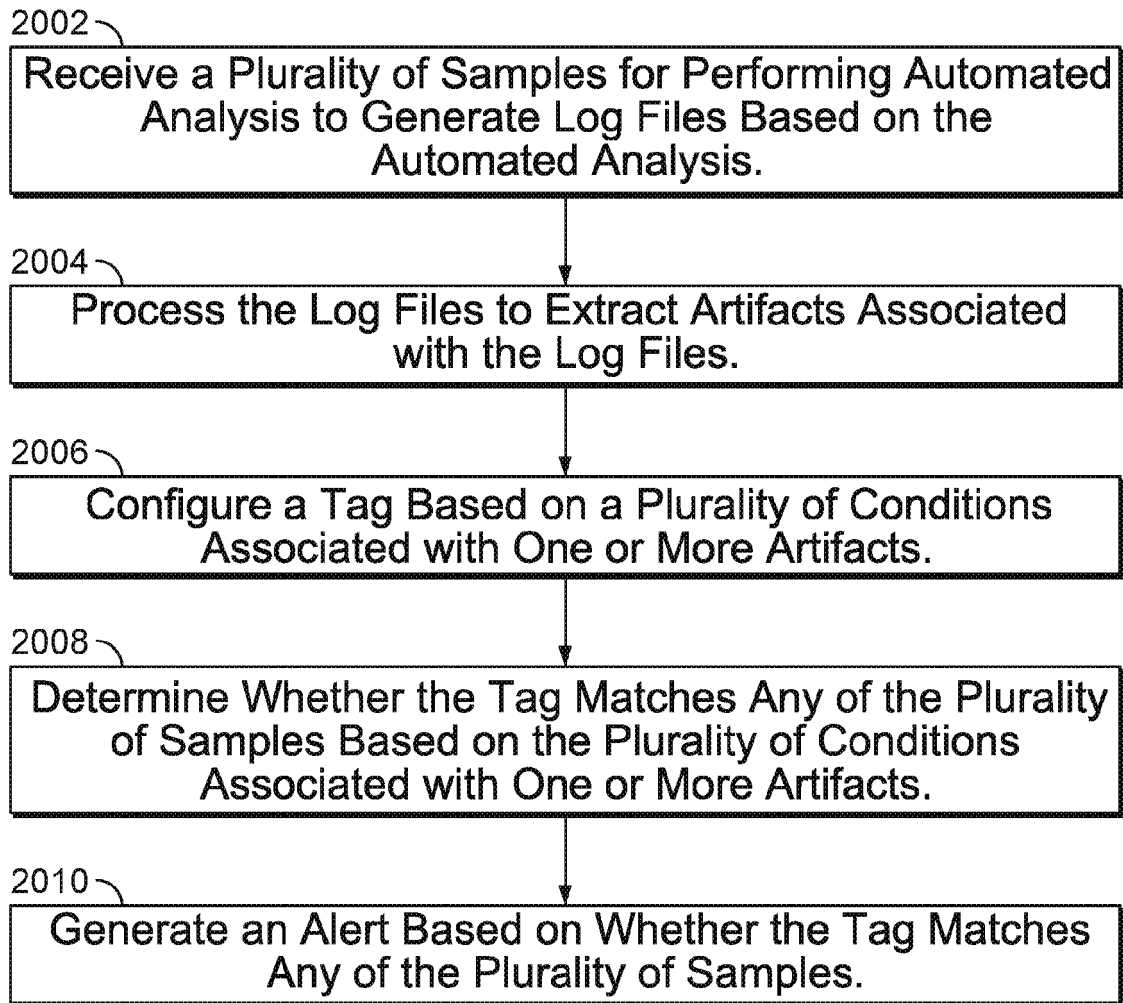 2002
Receive a Plurality of Samples for Performing Automated
Analysis to Generate Log Files Based on the
Automated Analysis.
2004
Process the Log Files to Extract Artifacts Associated
with the Log Files.
2006
Configure a Tag Based on a Plurality of Conditions
Associated with One or More Artifacts.
2008
Determine Whether the Tag Matches Any of the Plurality
of Samples Based on the Plurality of Conditions
Associated with One or More Artifacts.
2010
Generate an Alert Based on Whether the Tag Matches
Any of the Plurality of Samples.